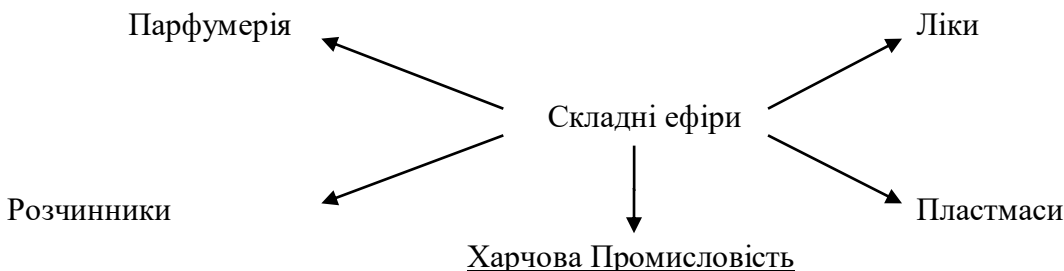 Парфумерія
Ліки
Складні ефіри
Розчинники
Пластмаси
Харчова Промисловість